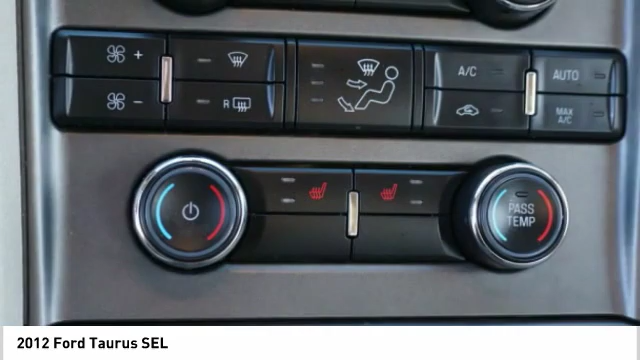 +
A/C
AUTO
-
R
MAX
A/C
PASS
TEMP
2012 Ford Taurus SEL